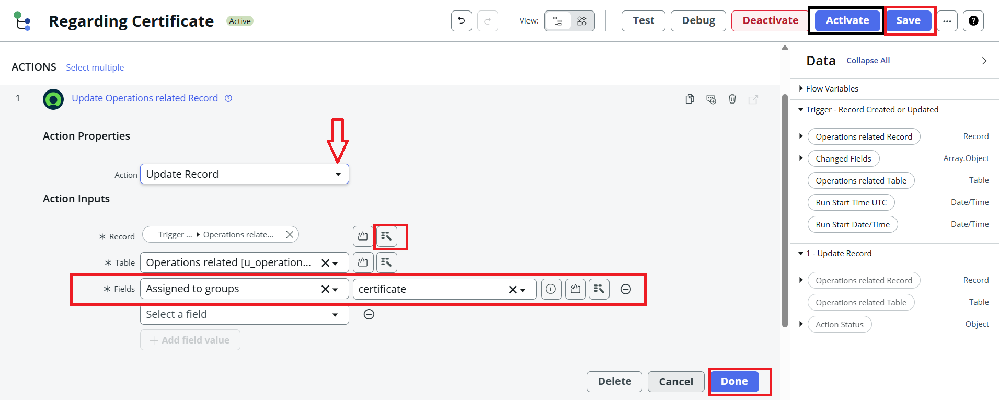 Regarding Certificate Active View: Test Debug Deactivate Activate Save ... ?
ACTIONS Select multiple
1 Update Operations related Record ?
Action Properties
Action Update Record
Action Inputs
* Record Trigger ... Operations relate...
* Table Operations related [u_operation...
* Fields Assigned to groups certificate
Select a field
+ Add field value
Delete Cancel Done
Data Collapse All
Flow Variables
Trigger - Record Created or Updated
Operations related Record Record
Changed Fields Array.Object
Operations related Table Table
Run Start Time UTC Date/Time
Run Start Date/Time Date/Time
1 - Update Record
Operations related Record Record
Operations related Table Table
Action Status Object